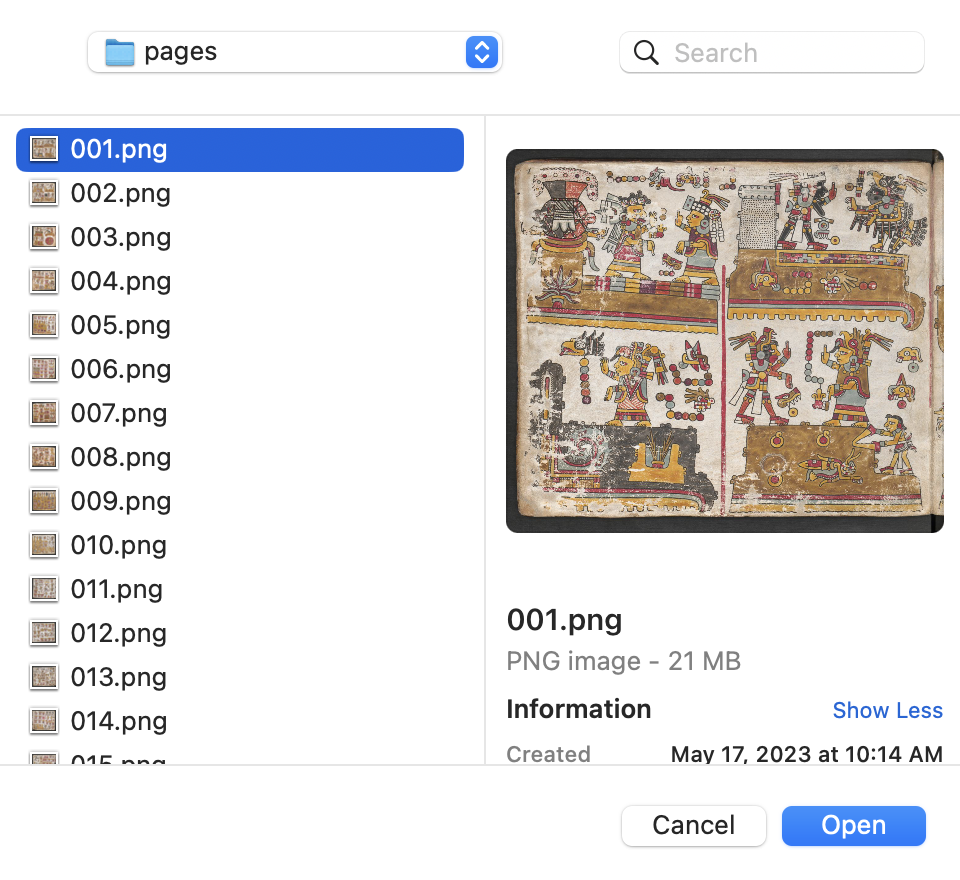 pages
Search
001.png
002.png
003.png
004.png
005.png
006.png
007.png
008.png
009.png
010.png
011.png
012.png
013.png
014.png
015.png
001.png
PNG image - 21 MB
Information
Show Less
Created
May 17, 2023 at 10:14 AM
Cancel
Open